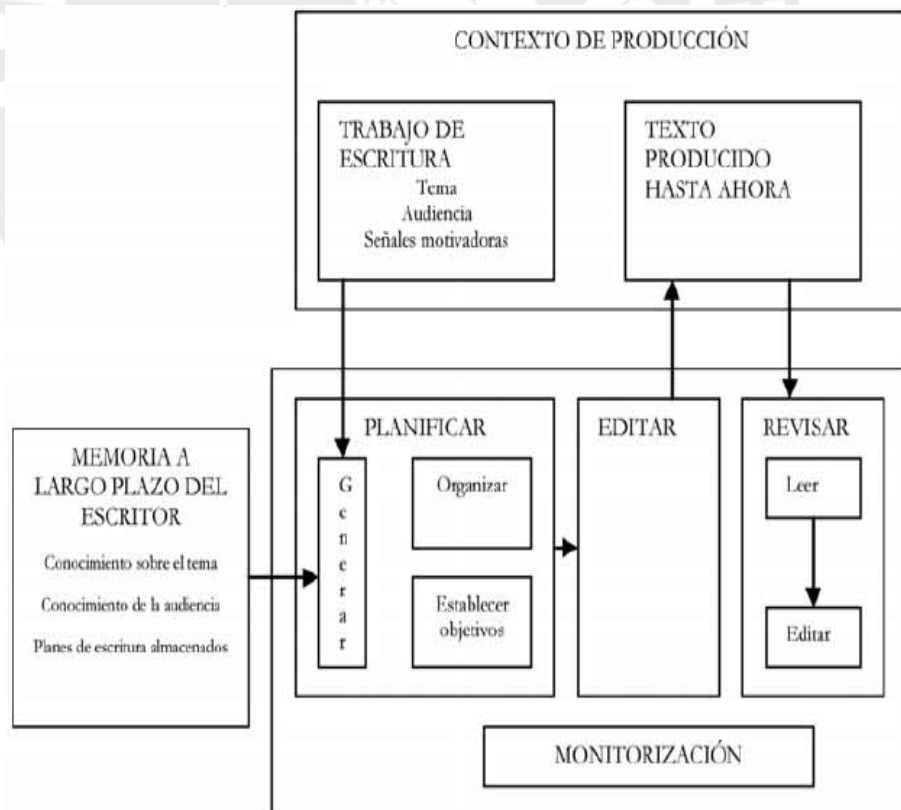 CONTEXTO DE PRODUCCIÓN
TRABAJO DE
ESCRITURA
Tema
Audiencia
Señales motivadoras
TEXTO
PRODUCIDO
HASTA AHORA
MEMORIA A
LARGO PLAZO DEL
ESCRITOR
Conocimiento sobre el tema
Conocimiento de la audiencia
Planes de escritura almacenados
PLANIFICAR
Generar
Organizar
Establecer
objetivos
EDITAR
REVISAR
Leer
Editar
MONITORIZACIÓN